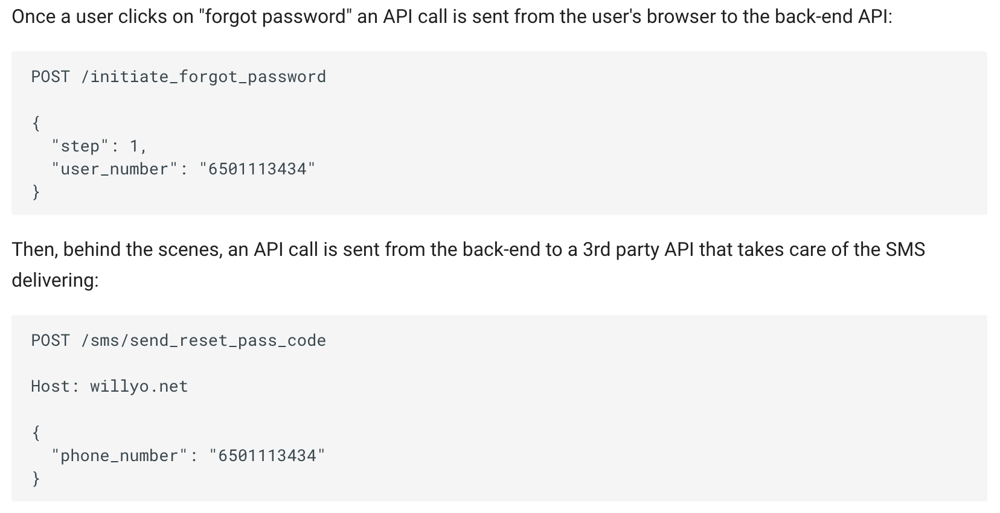 Once a user clicks on "forgot password" an API call is sent from the user's browser to the back-end API:
POST /initiate_forgot_password
{
"step": 1,
"user_number": "6501113434"
}
Then, behind the scenes, an API call is sent from the back-end to a 3rd party API that takes care of the SMS
delivering:
POST /sms/send_reset_pass_code
Host: willyo.net
{
"phone_number": "6501113434"
}